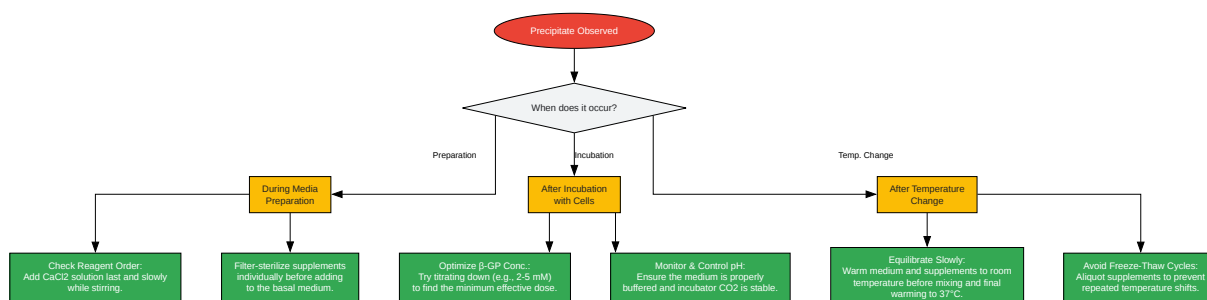 Precipitate Observed
When does it occur?
Preparation
Incubation
Temp. Change
During Media
Preparation
After Incubation
with Cells
After Temperature
Change
Check Reagent Order:
Add CaCl2 solution last and slowly
while stirring.
Filter-sterilize supplements
individually before adding
to the basal medium.
Optimize β-GP Conc.:
Try titrating down (e.g., 2-5 mM)
to find the minimum effective dose.
Monitor & Control pH:
Ensure the medium is properly
buffered and incubator CO2 is stable.
Equilibrate Slowly:
Warm medium and supplements to room
temperature before mixing and final
warming to 37°C.
Avoid Freeze-Thaw Cycles:
Aliquot supplements to prevent
repeated temperature shifts.